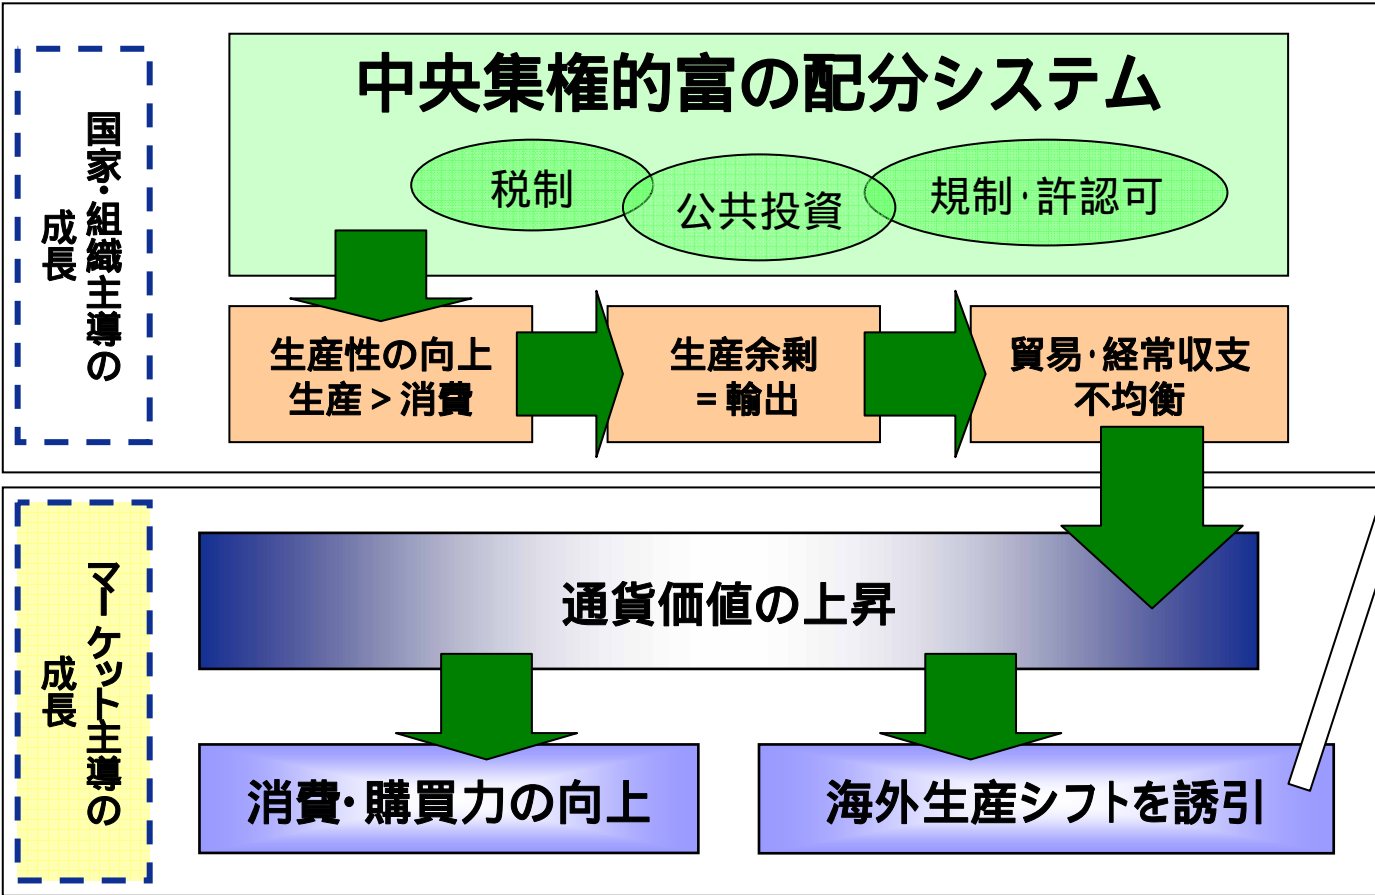 国家・組織主導の
成長
中央集権的富の配分システム
税制
公共投資
規制・許認可
生産性の向上
生産>消費
生産余剰
=輸出
貿易・経常収支
不均衡
マーケット主導の
成長
通貨価値の上昇
消費・購買力の向上
海外生産シフトを誘引